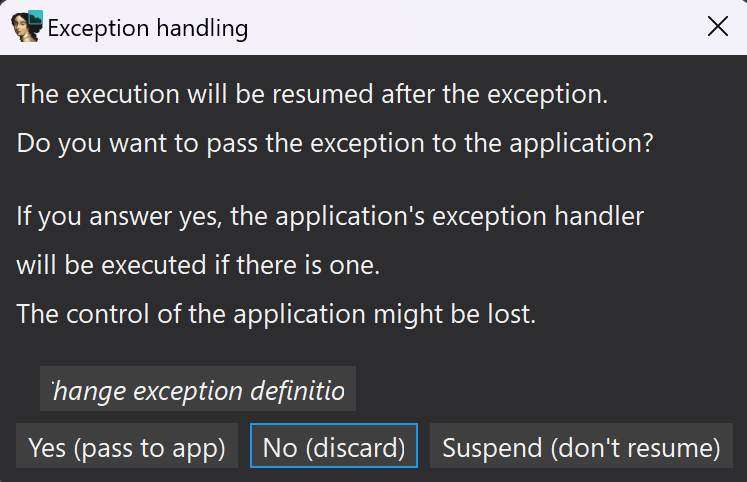 Exception handling
The execution will be resumed after the exception.
Do you want to pass the exception to the application?
If you answer yes, the application's exception handler
will be executed if there is one.
The control of the application might be lost.
hange exception definitio
Yes (pass to app) No (discard) Suspend (don't resume)